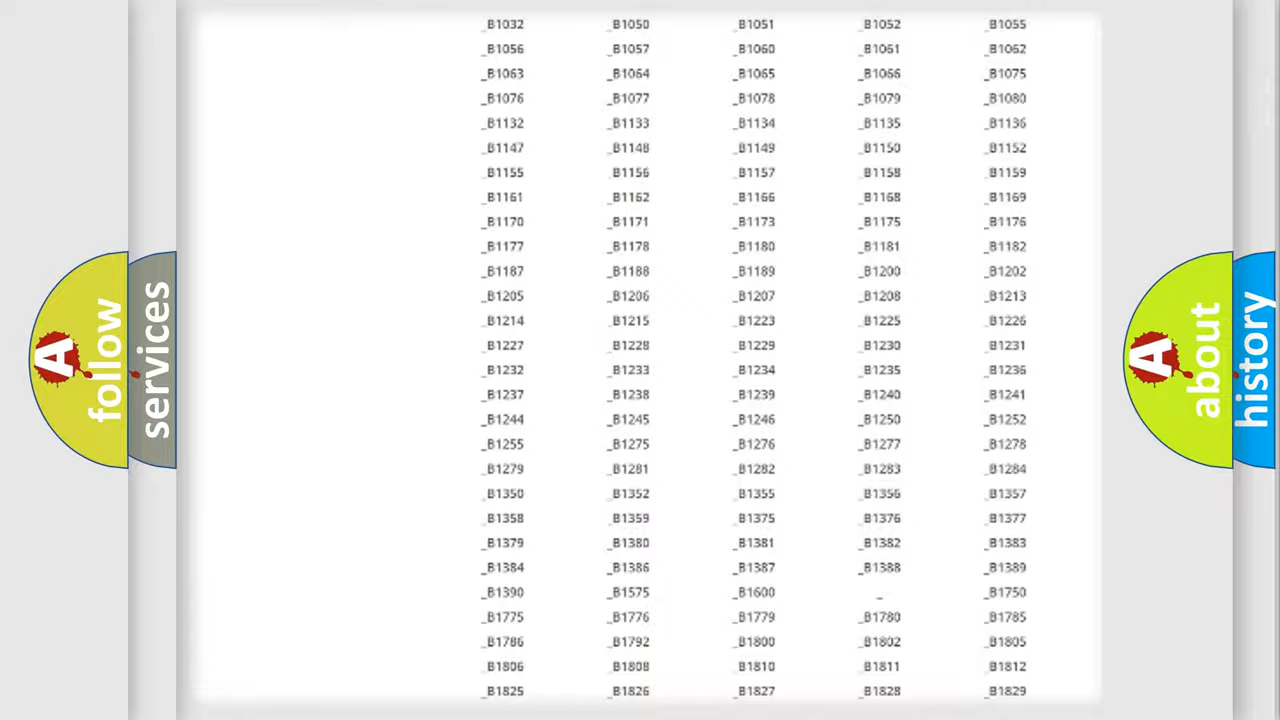 _B1032 _B1050 _B1051 _B1052 _B1055
_B1056 _B1057 _B1060 _B1061 _B1062
_B1063 _B1064 _B1065 _B1066 _B1075
_B1076 _B1077 _B1078 _B1079 _B1080
_B1132 _B1133 _B1134 _B1135 _B1136
_B1147 _B1148 _B1149 _B1150 _B1152
_B1155 _B1156 _B1157 _B1158 _B1159
_B1161 _B1162 _B1166 _B1168 _B1169
_B1170 _B1171 _B1173 _B1175 _B1176
_B1177 _B1178 _B1180 _B1181 _B1182
_B1187 _B1188 _B1189 _B1200 _B1202
_B1205 _B1206 _B1207 _B1208 _B1213
_B1214 _B1215 _B1223 _B1225 _B1226
_B1227 _B1228 _B1229 _B1230 _B1231
_B1232 _B1233 _B1234 _B1235 _B1236
_B1237 _B1238 _B1239 _B1240 _B1241
_B1244 _B1245 _B1246 _B1250 _B1252
_B1255 _B1275 _B1276 _B1277 _B1278
_B1279 _B1281 _B1282 _B1283 _B1284
_B1350 _B1352 _B1355 _B1356 _B1357
_B1358 _B1359 _B1375 _B1376 _B1377
_B1379 _B1380 _B1381 _B1382 _B1383
_B1384 _B1386 _B1387 _B1388 _B1389
_B1390 _B1575 _B1600 _ _B1750
_B1775 _B1776 _B1779 _B1780 _B1785
_B1786 _B1792 _B1800 _B1802 _B1805
_B1806 _B1808 _B1810 _B1811 _B1812
_B1825 _B1826 _B1827 _B1828 _B1829
A follow
services
A about
history